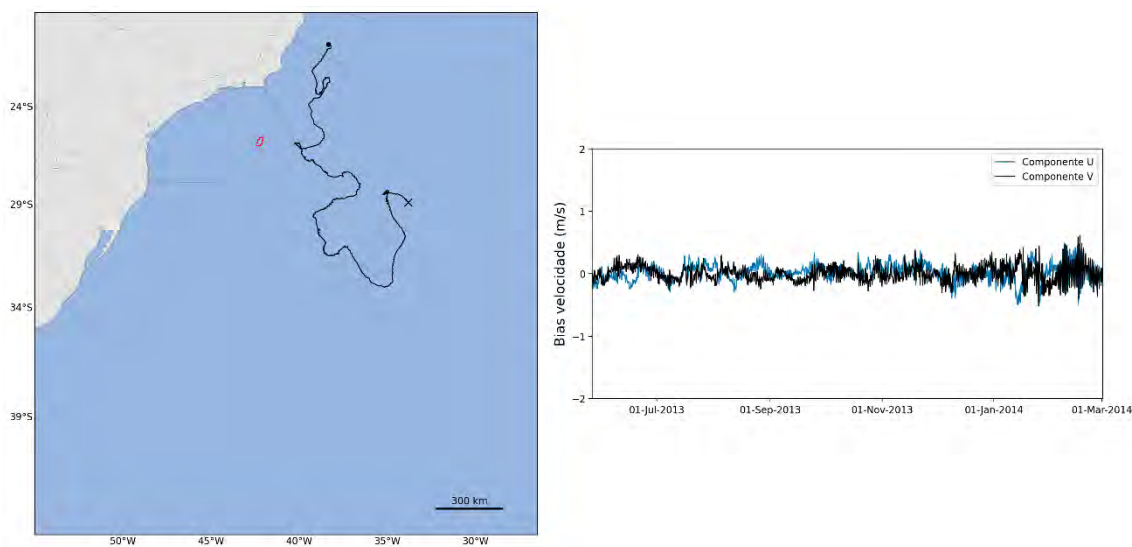 24°S
29°S
34°S
39°S
50°W
45°W
40°W
35°W
30°W
300 km
Bias velocidade (m/s)
2
1
0
−1
−2
Componente U
Componente V
01-Jul-2013
01-Sep-2013
01-Nov-2013
01-Jan-2014
01-Mar-2014